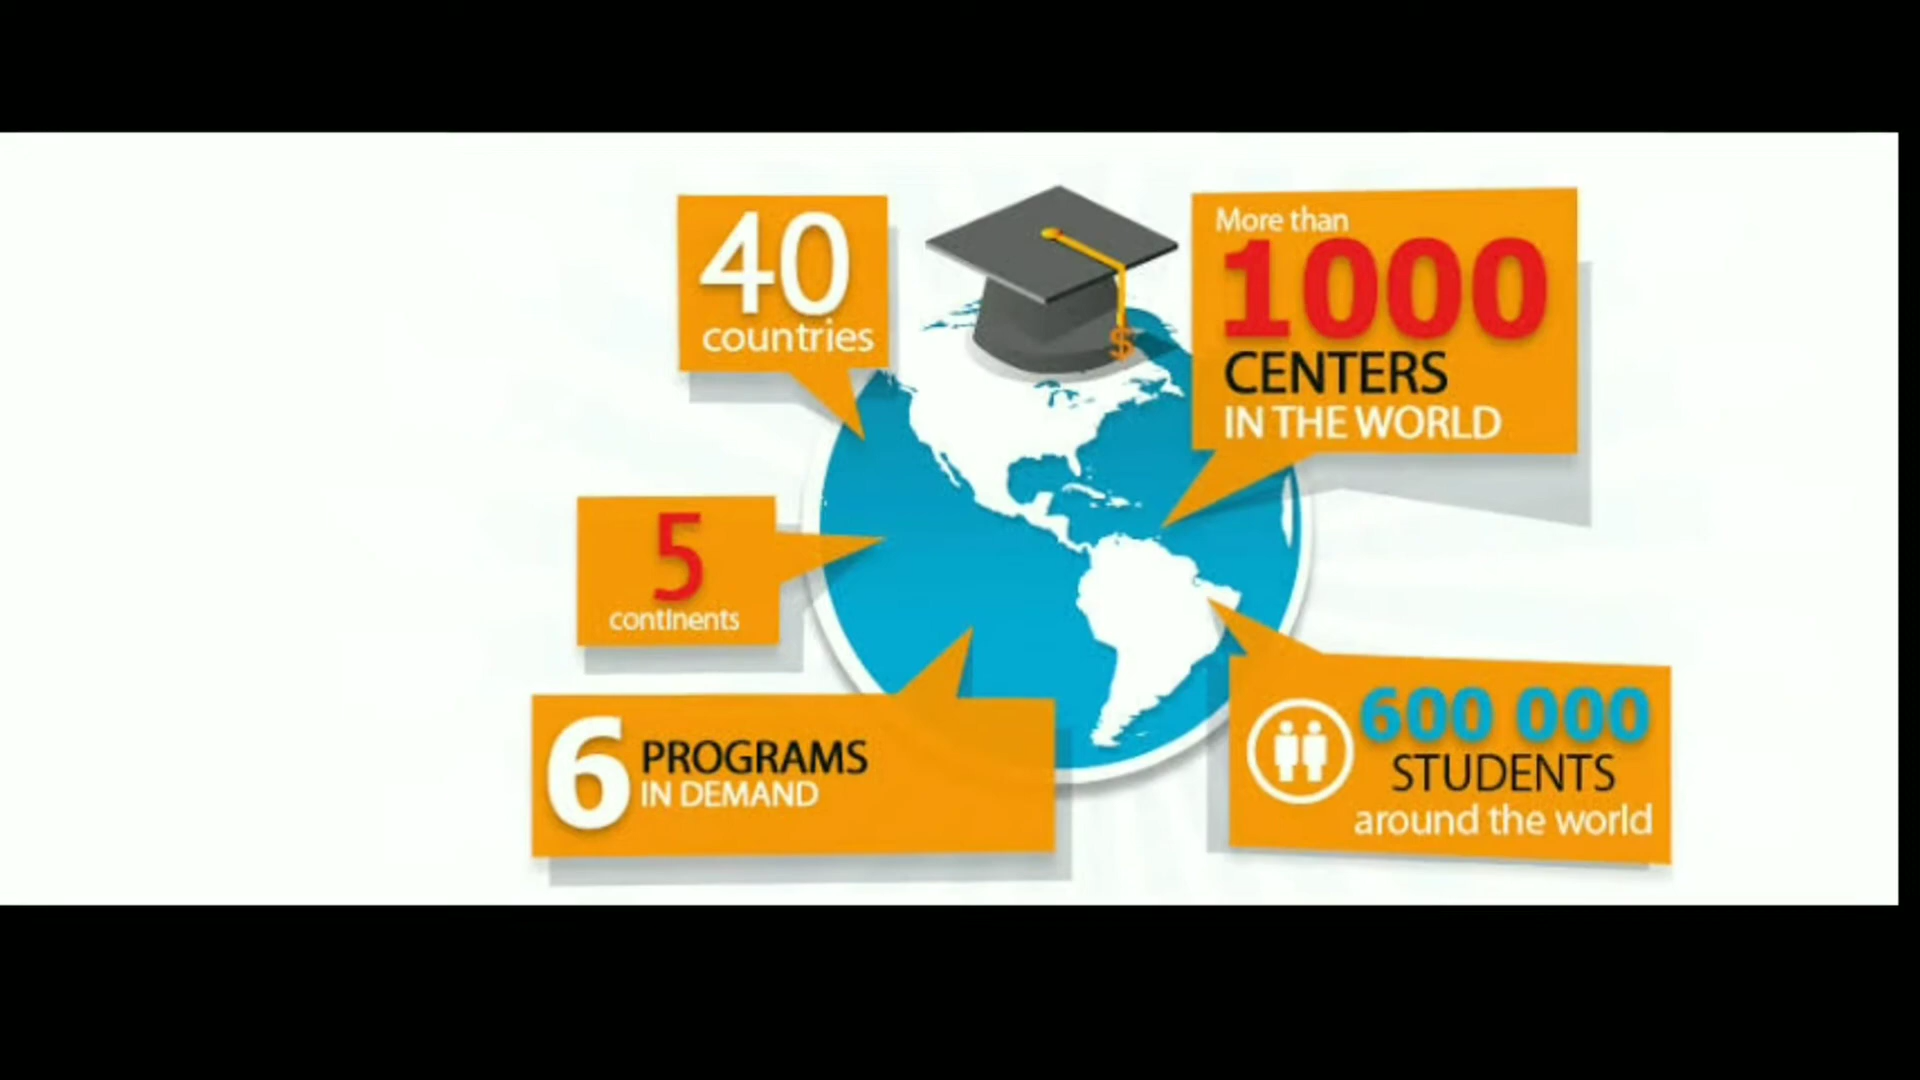 40
countries
More than
1000
CENTERS
IN THE WORLD
5
continents
6
PROGRAMS
IN DEMAND
600 000
STUDENTS
around the world
$